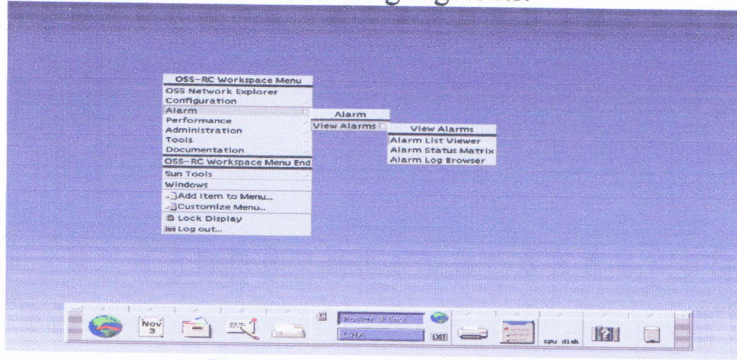 OSS-RC Workspace Menu
OSS Network Explorer
Configuration
Alarm
Performance
Administration
Tools
Documentation
OSS-RC Workspace Menu End
Sun Tools
Windows
Add Item to Menu...
Customize Menu...
Lock Display
Log out...
Alarm
View Alarms
View Alarms
Alarm List Viewer
Alarm Status Matrix
Alarm Log Browser
Nov
3
EXIT
cpu disk